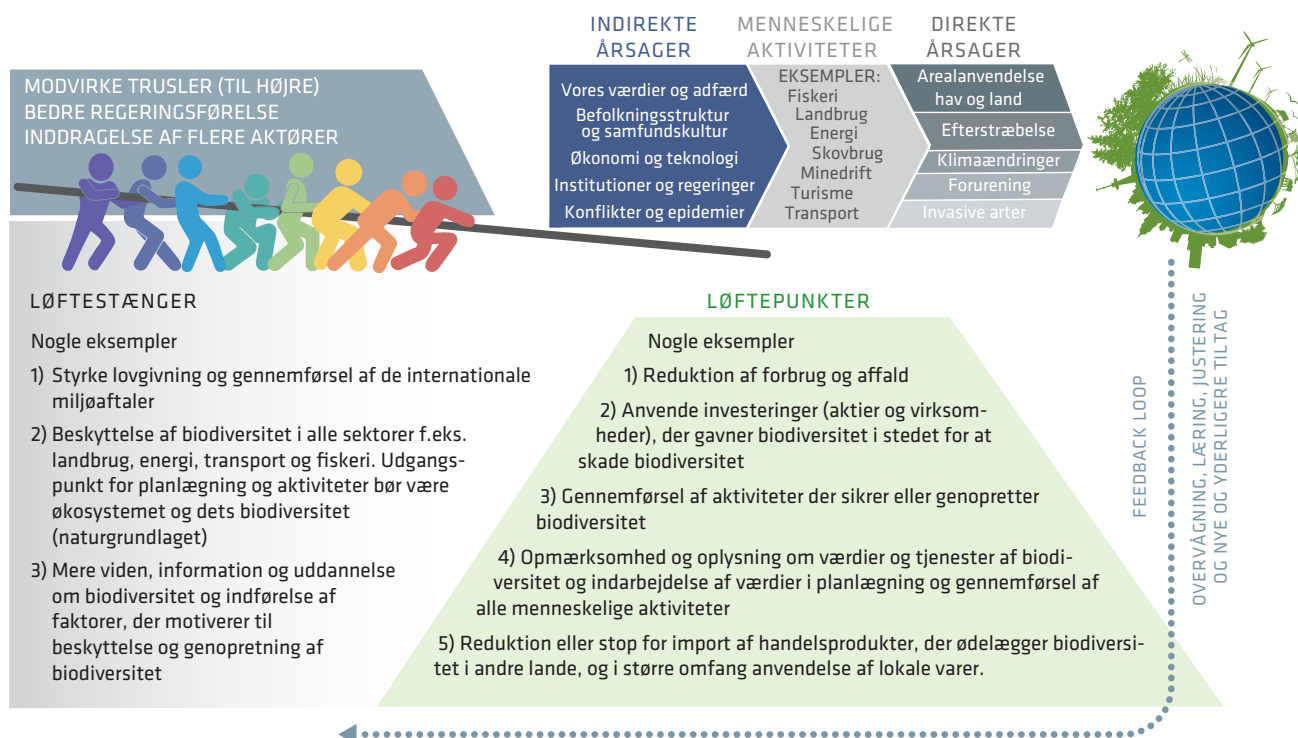 MODVIRKE TRUSLER (TIL HØJRE)
BEDRE REGERINGSFØRELSE
INDDRAGELSE AF FLERE AKTØRER
INDIREKTE
ÅRSAGER
Vores værdier og adfærd
Befolkningsstruktur
og samfundskultur
Økonomi og teknologi
Institutioner og regeringer
Konflikter og epidemier
MENNESKELIGE
AKTIVITETER
EKSEMPLER:
Fiskeri
Landbrug
Energi
Skovbrug
Minedrift
Turisme
Transport
DIREKTE
ÅRSAGER
Arealanvendelse
hav og land
Efterstræbelse
Klimaændringer
Forurening
Invasive arter
LØFTESTÆNGER
Nogle eksempler
1) Styrke lovgivning og gennemførsel af de internationale
miljøaftaler
2) Beskyttelse af biodiversitet i alle sektorer f.eks.
landbrug, energi, transport og fiskeri. Udgangs-
punkt for planlægning og aktiviteter bør være
økosystemet og dets biodiversitet
(naturgrundlaget)
3) Mere viden, information og uddannelse
om biodiversitet og indførelse af
faktorer, der motiverer til
beskyttelse og genopretning af
biodiversitet
LØFTEPUNKTER
Nogle eksempler
1) Reduktion af forbrug og affald
2) Anvende investeringer (aktier og virksom-
heder), der gavner biodiversitet i stedet for at
skade biodiversitet
3) Gennemførsel af aktiviteter der sikrer eller genopretter
biodiversitet
4) Opmærksomhed og oplysning om værdier og tjenester af biodi-
versitet og indarbejdelse af værdier i planlægning og gennemførsel af
alle menneskelige aktiviteter
5) Reduktion eller stop for import af handelsprodukter, der ødelægger biodiversi-
tet i andre lande, og i større omfang anvendelse af lokale varer.
FEEDBACK LOOP
OVERVÅGNING, LÆRING, JUSTERING
OG NYE OG YDERLIGERE TILTAG